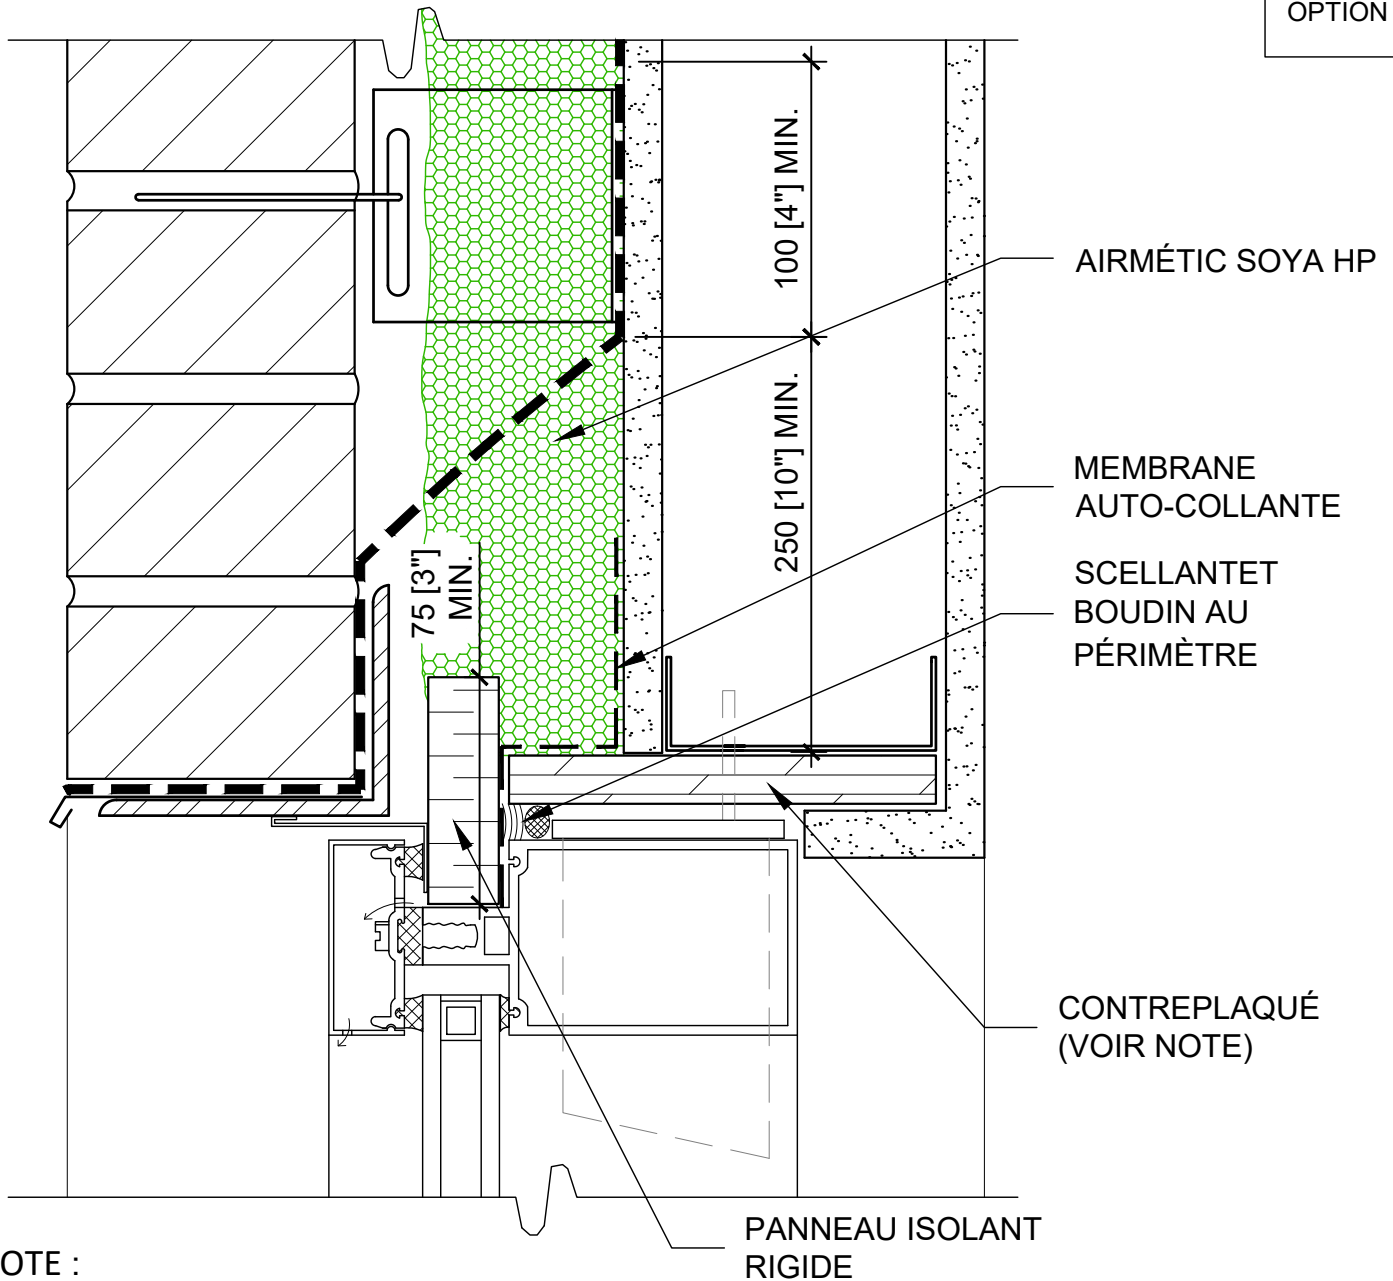 OPTION
100 [4"] MIN.
AIRMÉTIC SOYA HP
250 [10"] MIN.
MEMBRANE
AUTO-COLLANTE
75 [3"]
MIN.
SCELLANTET
BOUDIN AU
PÉRIMÈTRE
CONTREPLAQUÉ
(VOIR NOTE)
PANNEAU ISOLANT
RIGIDE
OTE :